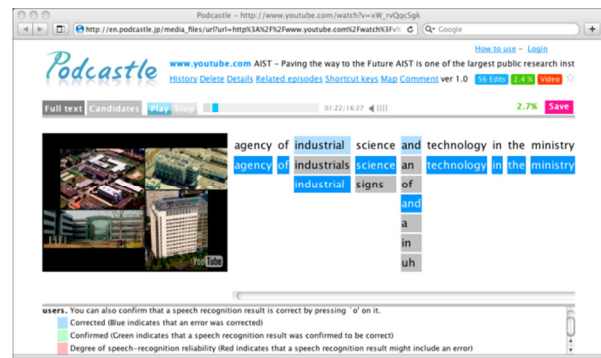 Podcastle – http://www.youtube.com/watch?v=xW_rvQqcSgk
http://en.podcastle.jp/media_files/url?url=http%3A%2F%2Fwww.youtube.com%2Fwatch%3Fv%
Google
How to use - Login
Podcastle
www.youtube.com AIST - Paving the way to the Future AIST is one of the largest public research inst
History Delete Details Related episodes Shortcut keys Map Comment ver 1.0 56 Edits 2.4 % Video
Full text Candidates Play Stop 01:22/16:27 2.7% Save
agency of industrial science and technology in the ministry
agency of industrials science an technology in the ministry
industrial signs of
and
a
in
uh
You Tube
users. You can also confirm that a speech recognition result is correct by pressing `o' on it.
Corrected (Blue indicates that an error was corrected)
Confirmed (Green indicates that a speech recognition result was confirmed to be correct)
Degree of speech-recognition reliability (Red indicates that a speech recognition result might include an error)